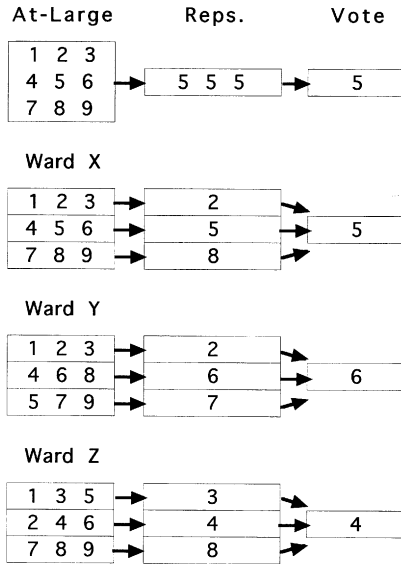 At-Large Reps. Vote
1 2 3
4 5 6 5 5 5 5
7 8 9
Ward X
1 2 3 2
4 5 6 5 5
7 8 9 8
Ward Y
1 2 3 2
4 6 8 6 6
5 7 9 7
Ward Z
1 3 5 3
2 4 6 4 4
7 8 9 8